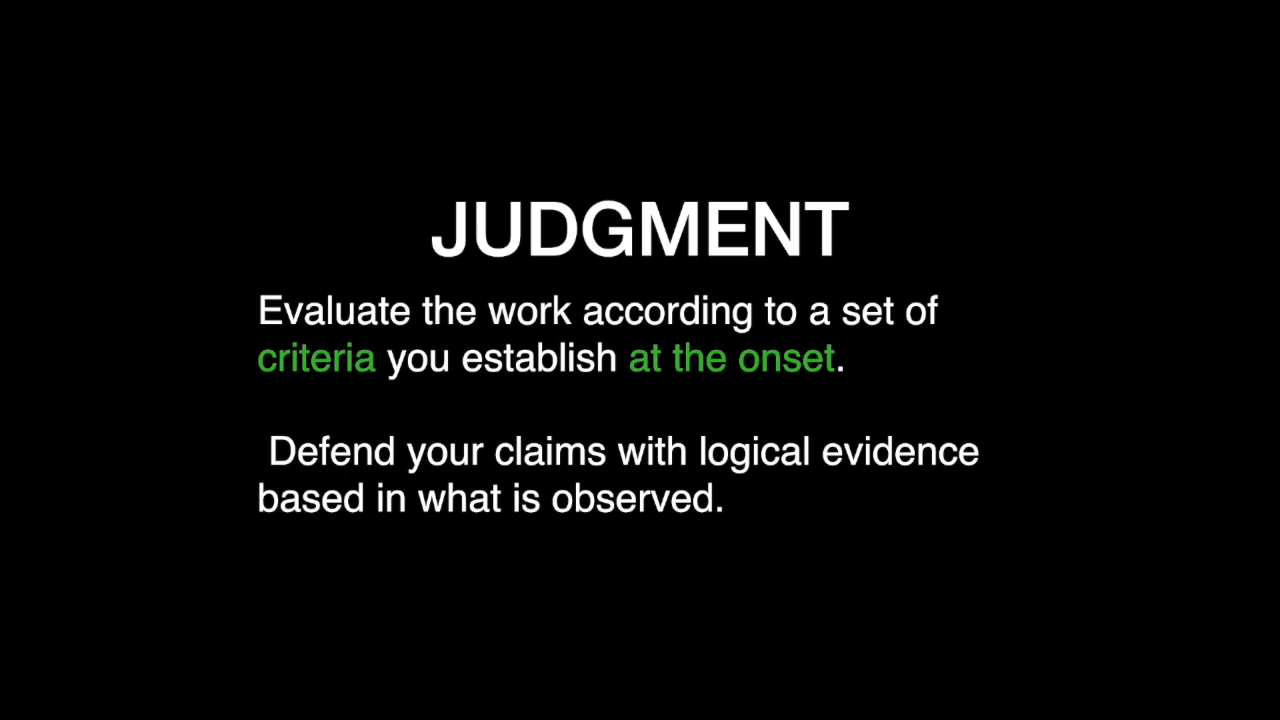 JUDGMENT
Evaluate the work according to a set of
criteria you establish at the onset.
Defend your claims with logical evidence
based in what is observed.